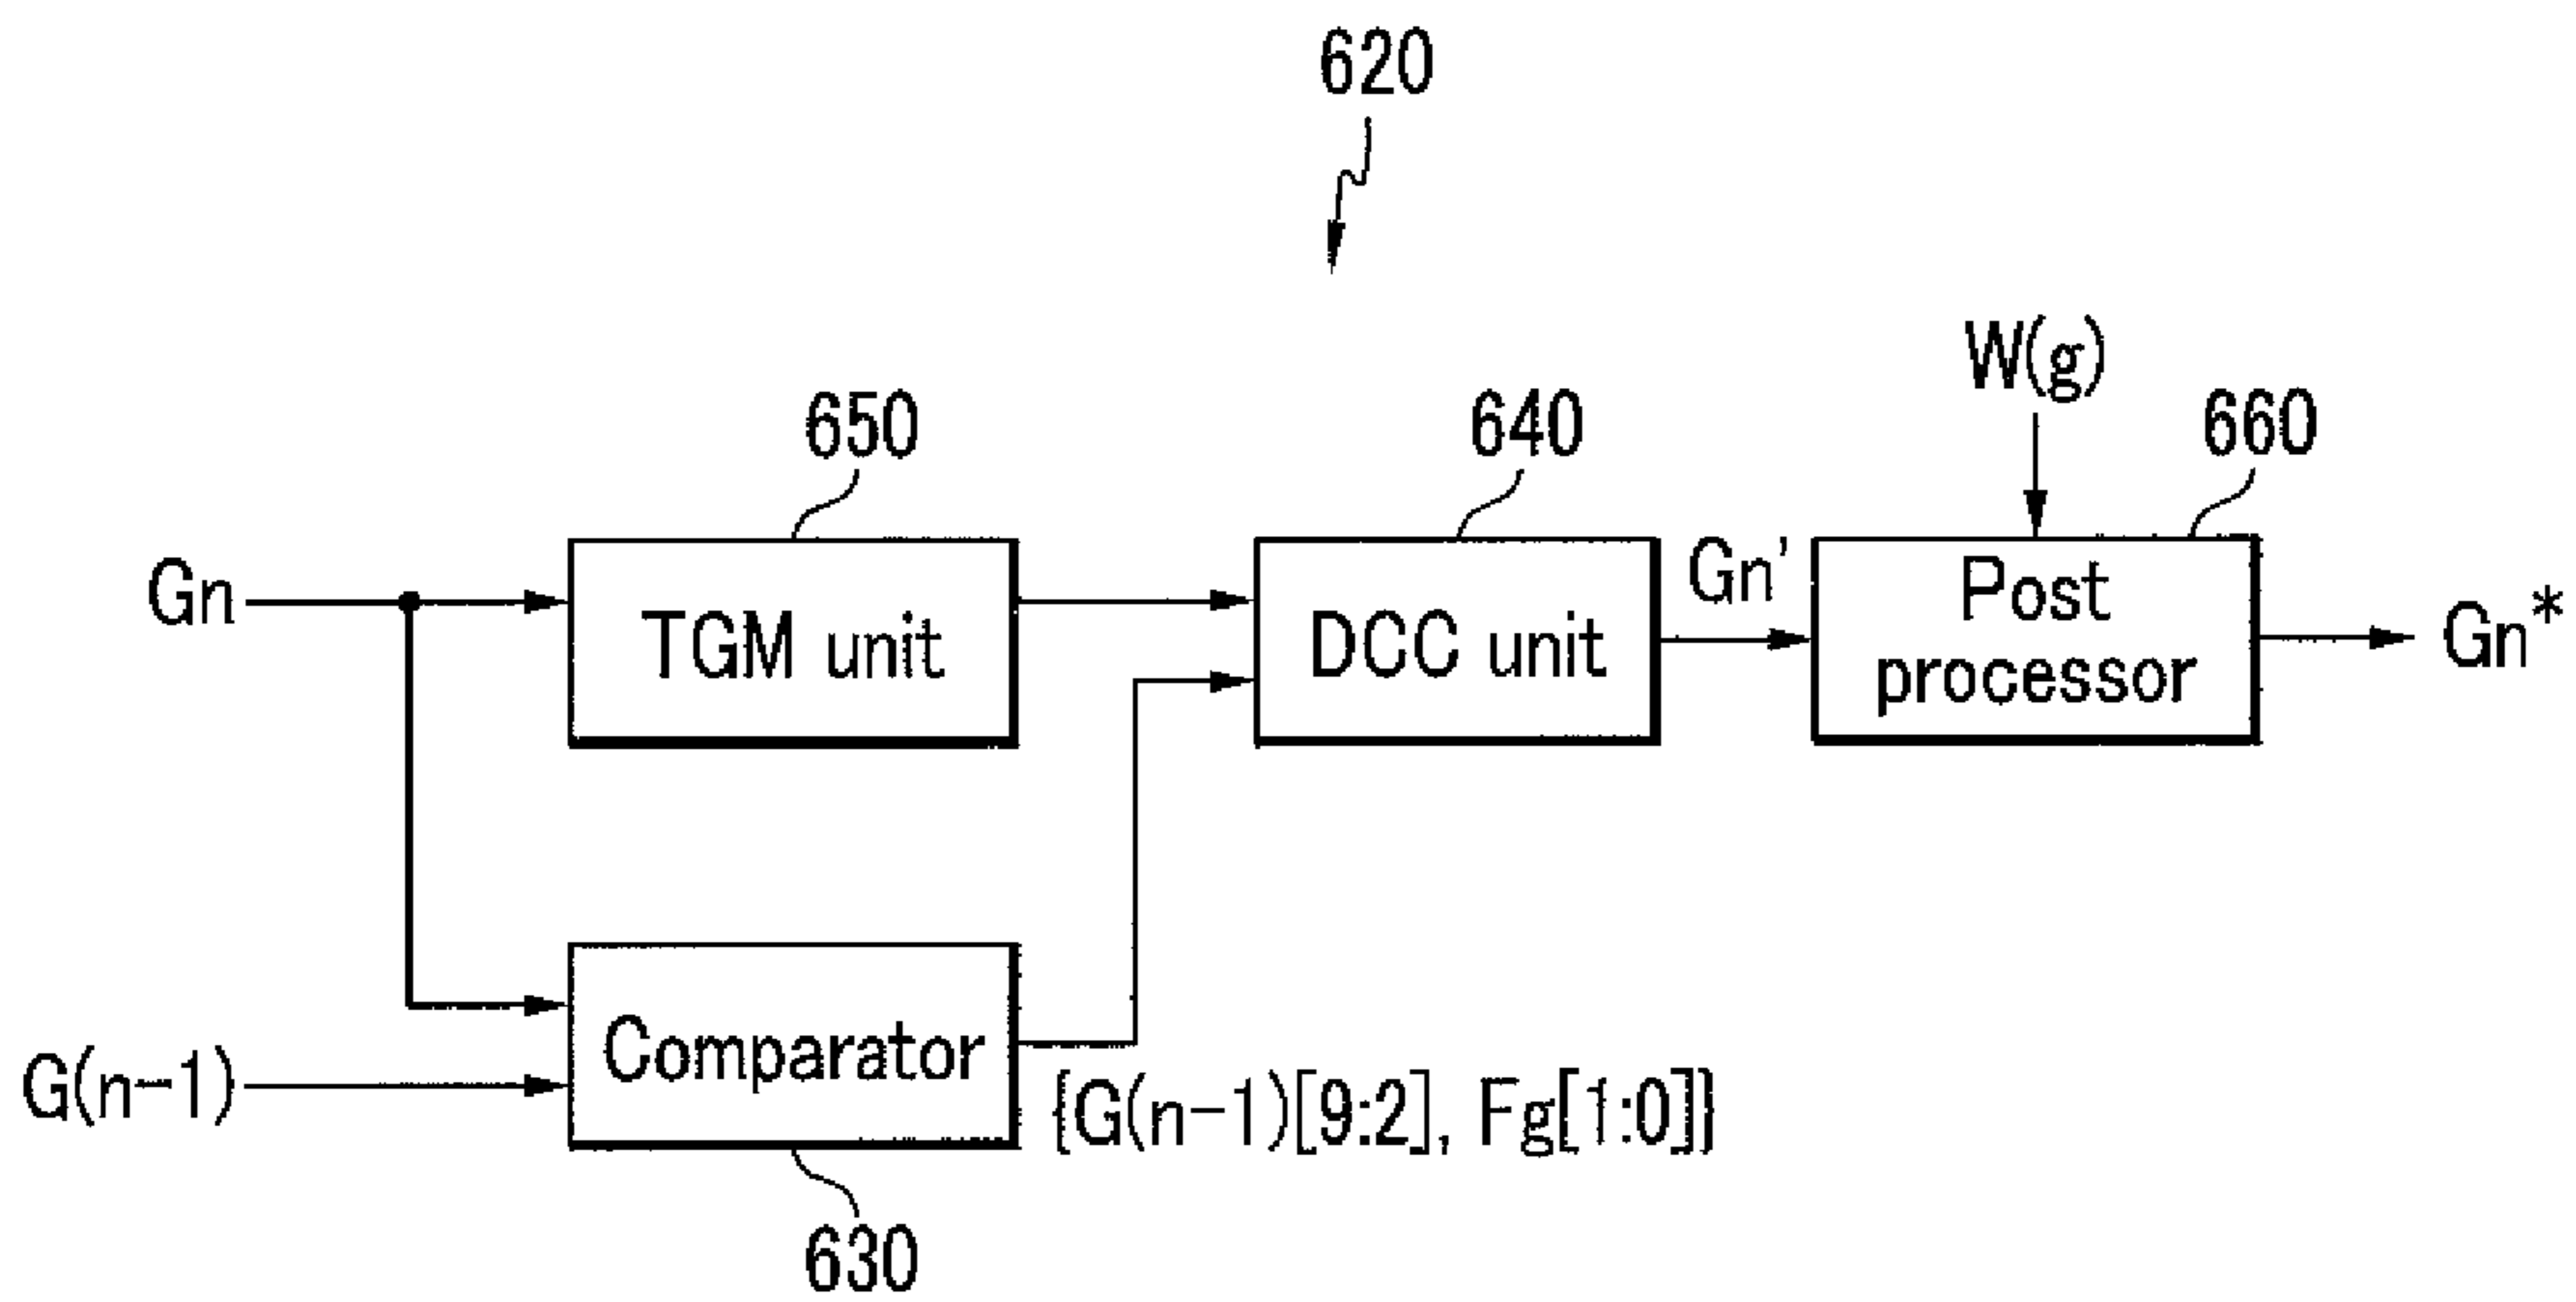 620
W(g)
650
640
660
Gn
TGM unit
DCC unit
Gn'
Post
processor
Gn*
G(n-1)
Comparator
{G(n-1)[9:2], Fg[1:0]}
630